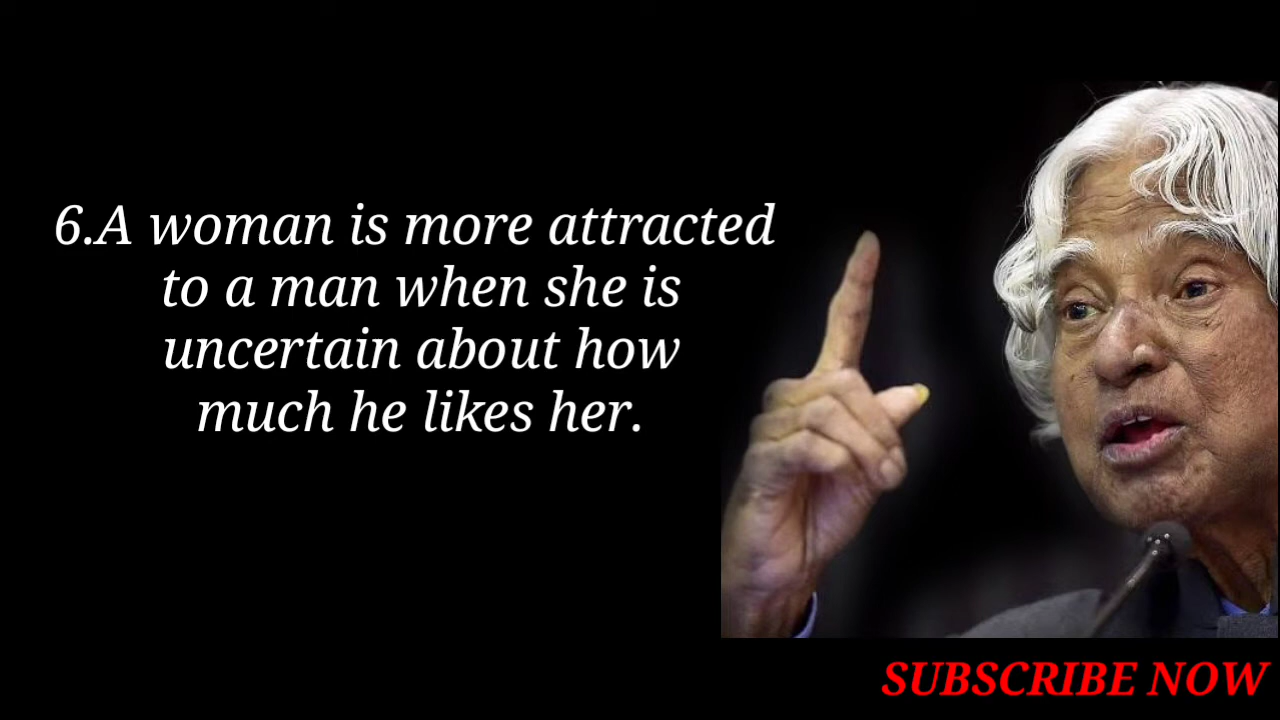 6.A woman is more attracted
to a man when she is
uncertain about how
much he likes her.
SUBSCRIBE NOW